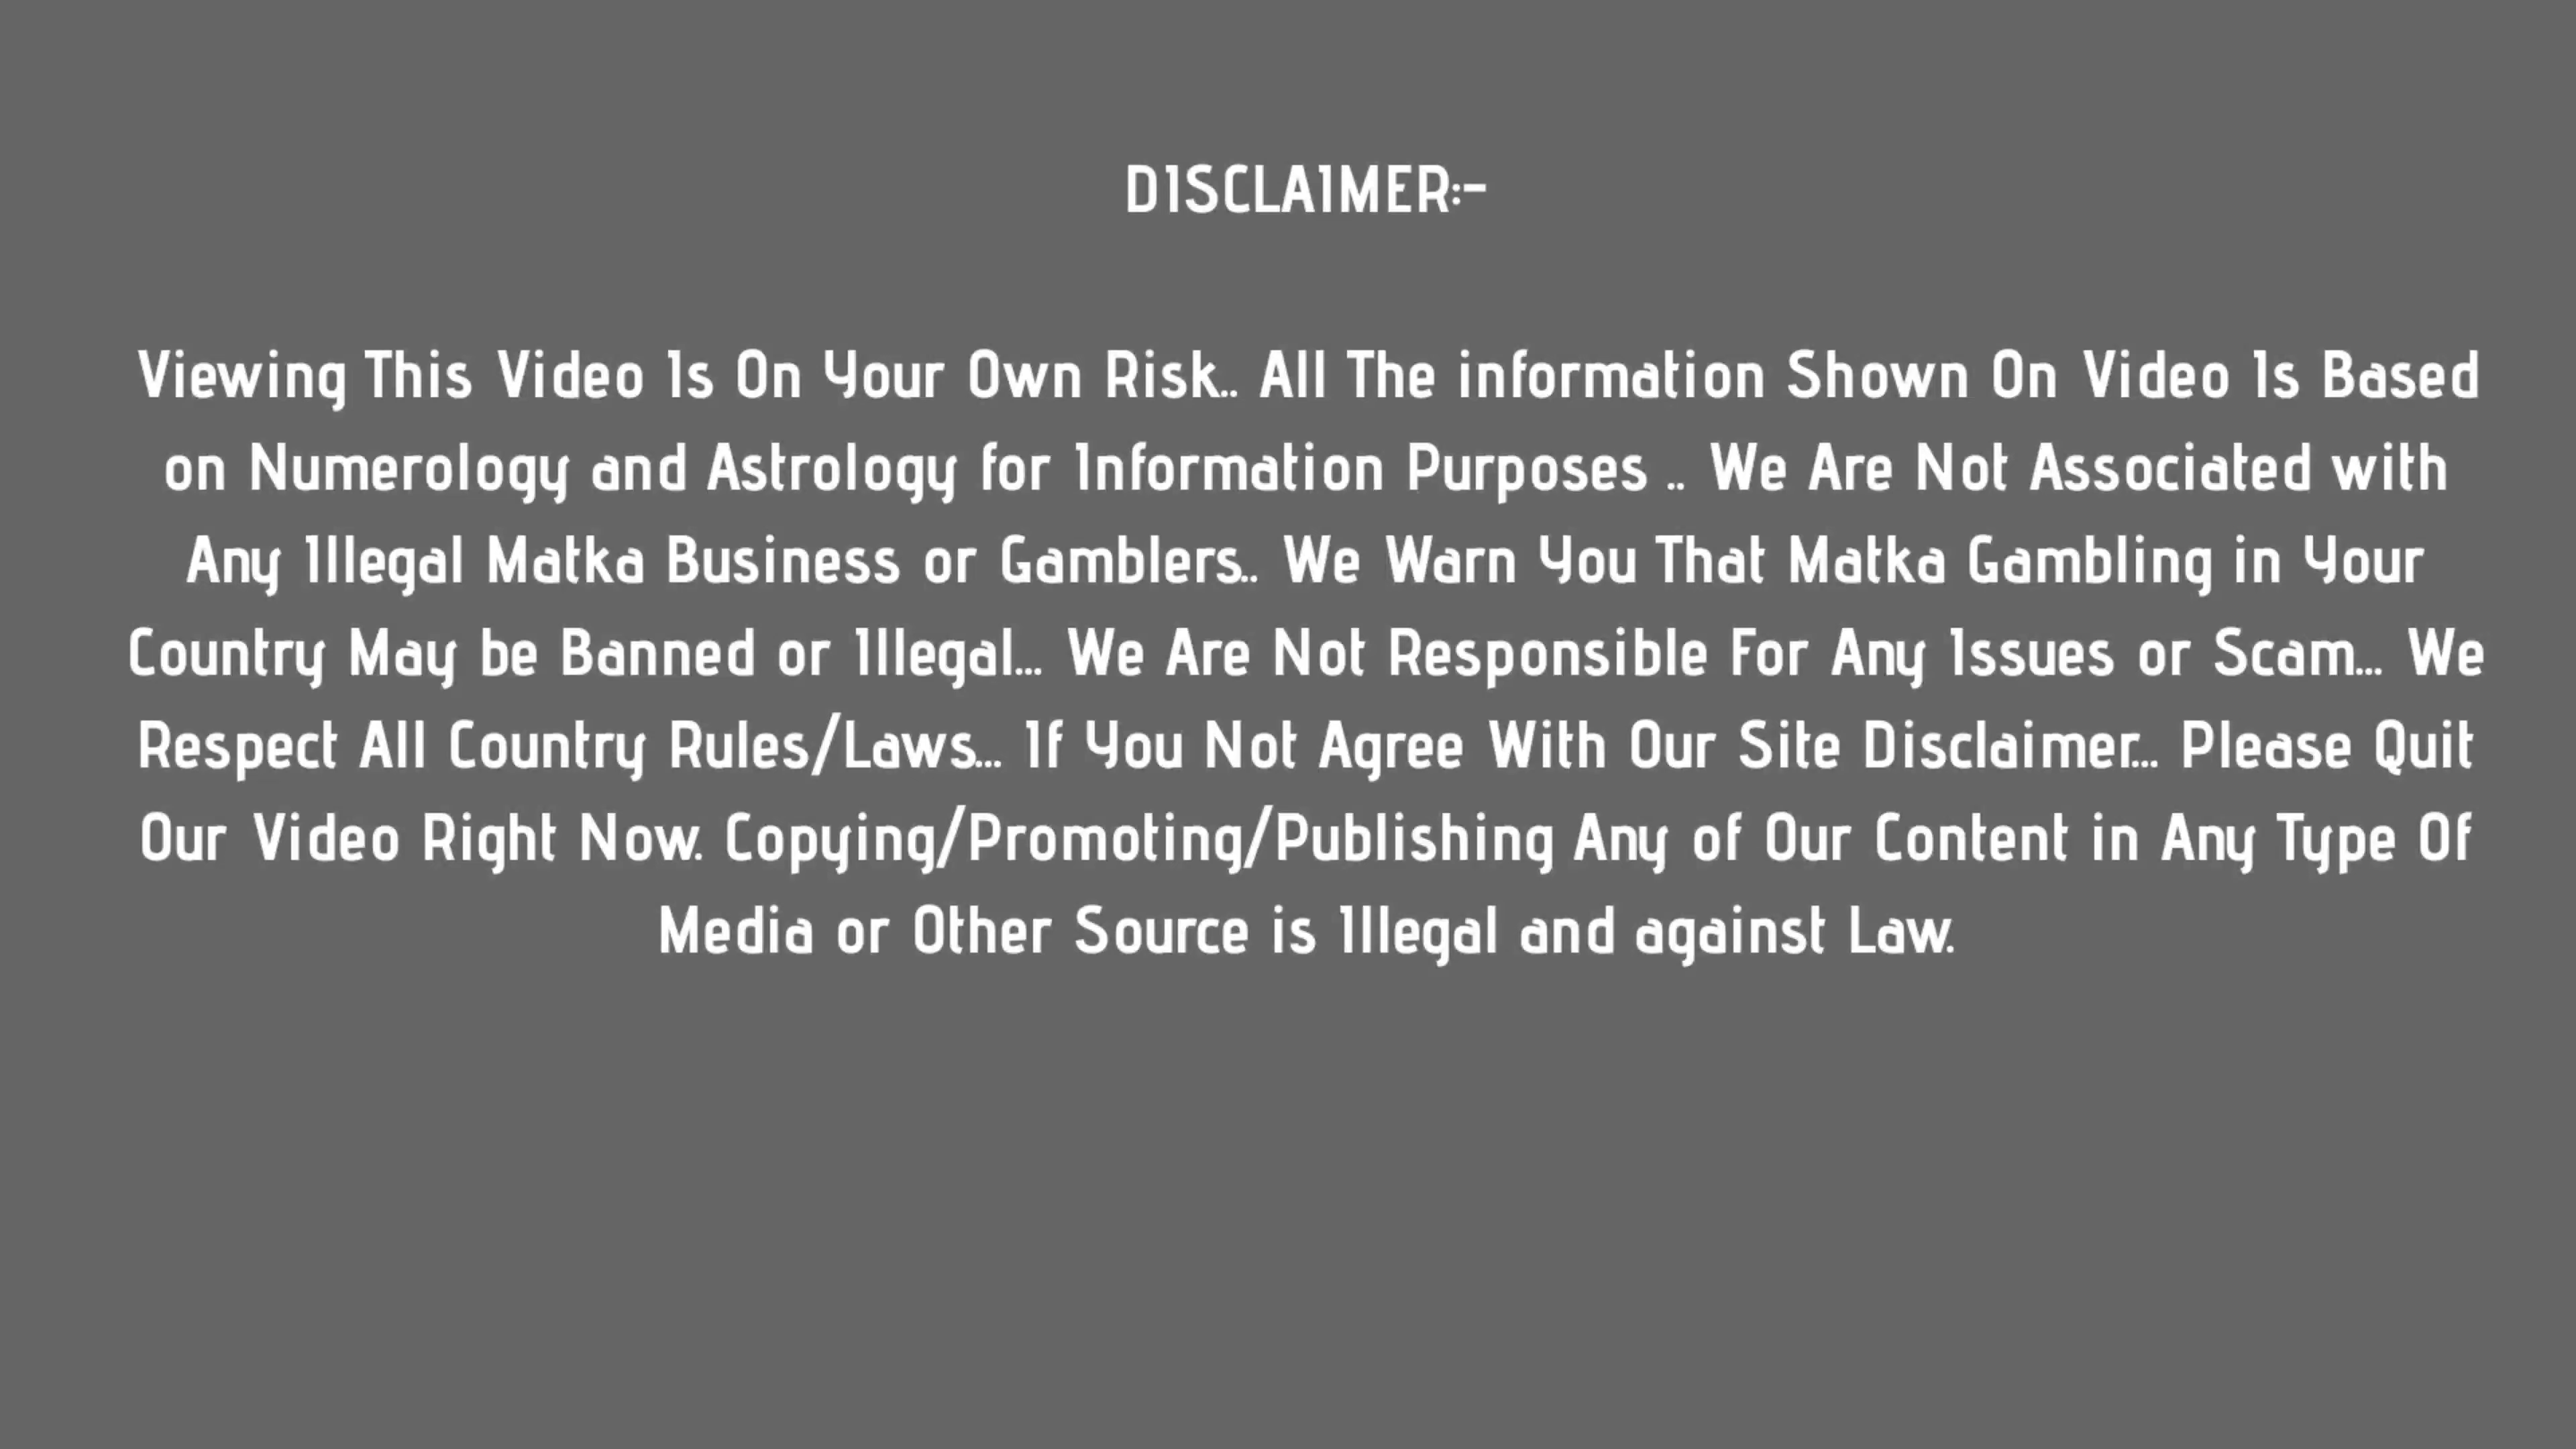 DISCLAIMER:-
Viewing This Video Is On Your Own Risk.. All The information Shown On Video Is Based
on Numerology and Astrology for Information Purposes .. We Are Not Associated with
Any Illegal Matka Business or Gamblers.. We Warn You That Matka Gambling in Your
Country May be Banned or Illegal... We Are Not Responsible For Any Issues or Scam... We
Respect All Country Rules/Laws... If You Not Agree With Our Site Disclaimer... Please Quit
Our Video Right Now. Copying/Promoting/Publishing Any of Our Content in Any Type Of
Media or Other Source is Illegal and against Law.